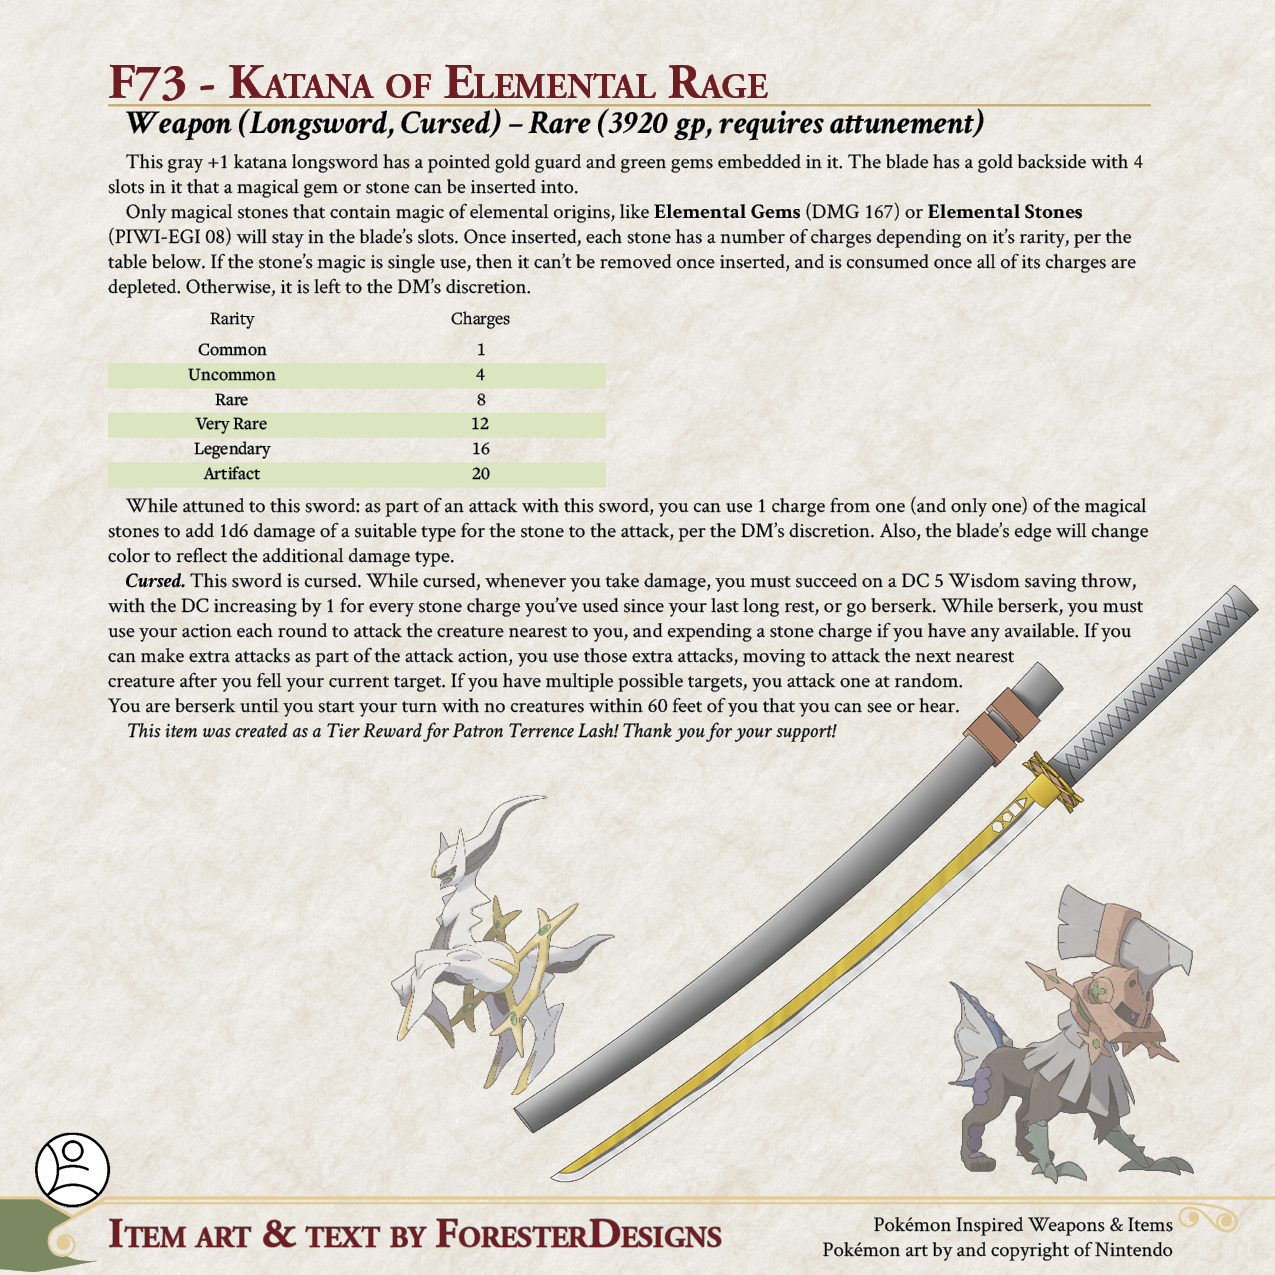 F73 - Katana of Elemental Rage
Weapon (Longsword, Cursed) – Rare (3920 gp, requires attunement)
This gray +1 katana longsword has a pointed gold guard and green gems embedded in it. The blade has a gold backside with 4
slots in it that a magical gem or stone can be inserted into.
Only magical stones that contain magic of elemental origins, like Elemental Gems (DMG 167) or Elemental Stones
(PIWI-EGI 08) will stay in the blade's slots. Once inserted, each stone has a number of charges depending on it's rarity, per the
table below. If the stone's magic is single use, then it can't be removed once inserted, and is consumed once all of its charges are
depleted. Otherwise, it is left to the DM's discretion.
Rarity Charges
Common 1
Uncommon 4
Rare 8
Very Rare 12
Legendary 16
Artifact 20
While attuned to this sword: as part of an attack with this sword, you can use 1 charge from one (and only one) of the magical
stones to add 1d6 damage of a suitable type for the stone to the attack, per the DM's discretion. Also, the blade's edge will change
color to reflect the additional damage type.
Cursed. This sword is cursed. While cursed, whenever you take damage, you must succeed on a DC 5 Wisdom saving throw,
with the DC increasing by 1 for every stone charge you've used since your last long rest, or go berserk. While berserk, you must
use your action each round to attack the creature nearest to you, and expending a stone charge if you have any available. If you
can make extra attacks as part of the attack action, you use those extra attacks, moving to attack the next nearest
creature after you fell your current target. If you have multiple possible targets, you attack one at random.
You are berserk until you start your turn with no creatures within 60 feet of you that you can see or hear.
This item was created as a Tier Reward for Patron Terrence Lash! Thank you for your support!
Item art & text by ForesterDesigns
Pokémon Inspired Weapons & Items
Pokémon art by and copyright of Nintendo